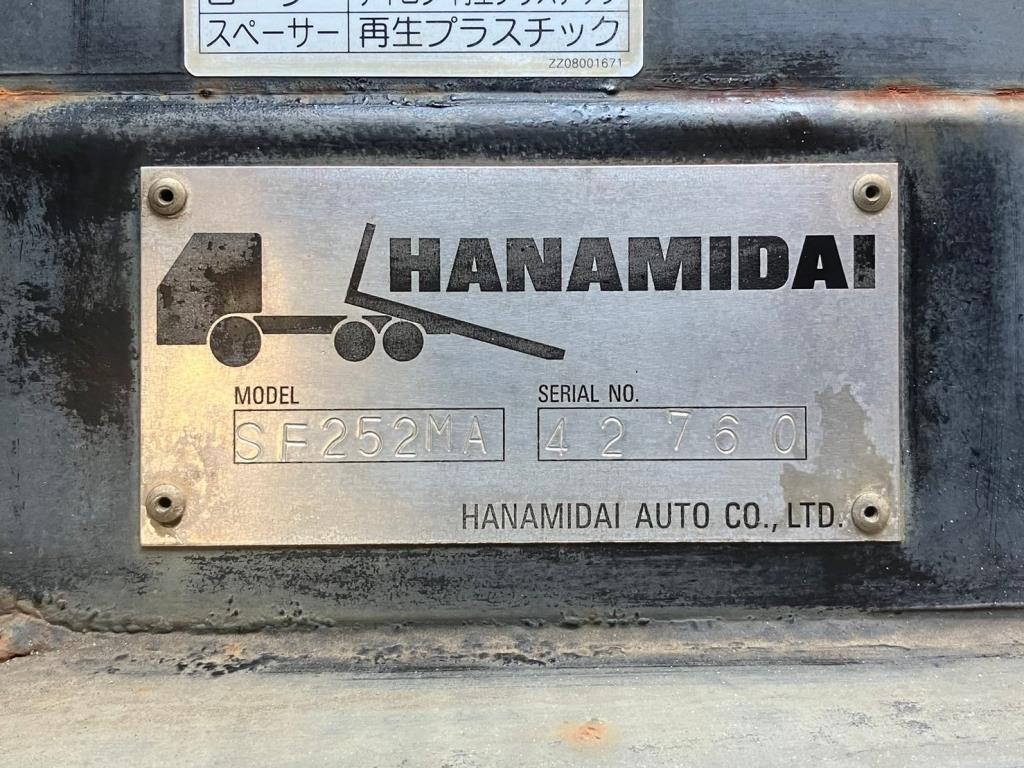 スペーサー 再生プラスチック
ZZ08001671
HANAMIDAI
MODEL SERIAL NO.
SF252MA 42760
HANAMIDAI AUTO CO., LTD.